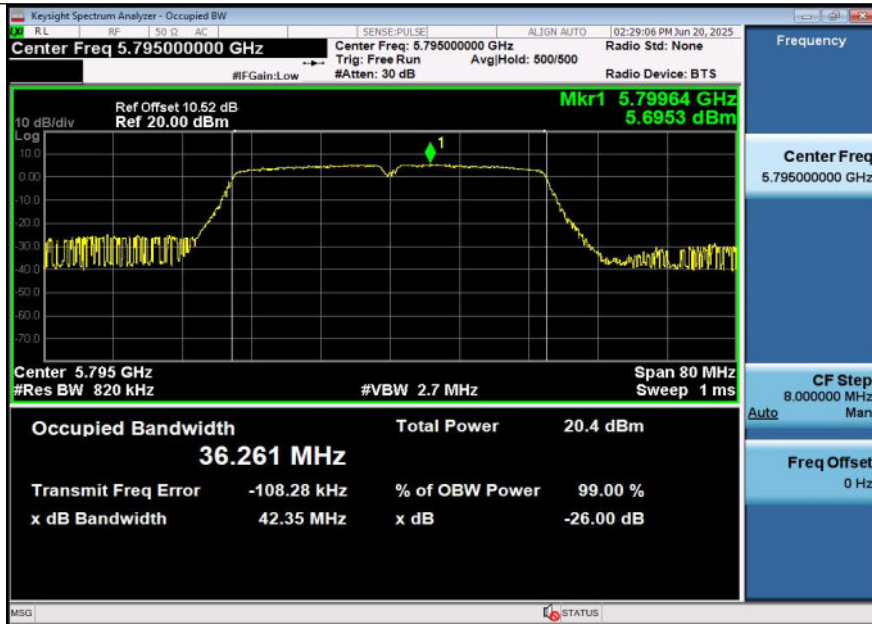 Keysight Spectrum Analyzer - Occupied BW
RL RF 50 Ω AC SENSE:PULSE ALIGN AUTO 02:29:06 PM Jun 20, 2025
Center Freq 5.795000000 GHz
Center Freq: 5.795000000 GHz
Radio Std: None
Trig: Free Run
Avg|Hold: 500/500
#IFGain:Low
#Atten: 30 dB
Radio Device: BTS
Frequency
Ref Offset 10.52 dB
Mkr1 5.79964 GHz
10 dB/div
Ref 20.00 dBm
5.6953 dBm
Log
10.0
0.00
-10.0
-20.0
-30.0
-40.0
-50.0
-60.0
-70.0
1
Center Freq
5.795000000 GHz
Center 5.795 GHz
Span 80 MHz
#Res BW 820 kHz
#VBW 2.7 MHz
Sweep 1 ms
CF Step
8.000000 MHz
Auto Man
Occupied Bandwidth
Total Power
20.4 dBm
36.261 MHz
Freq Offset
0 Hz
Transmit Freq Error
-108.28 kHz
% of OBW Power
99.00 %
x dB Bandwidth
42.35 MHz
x dB
-26.00 dB
MSG
STATUS